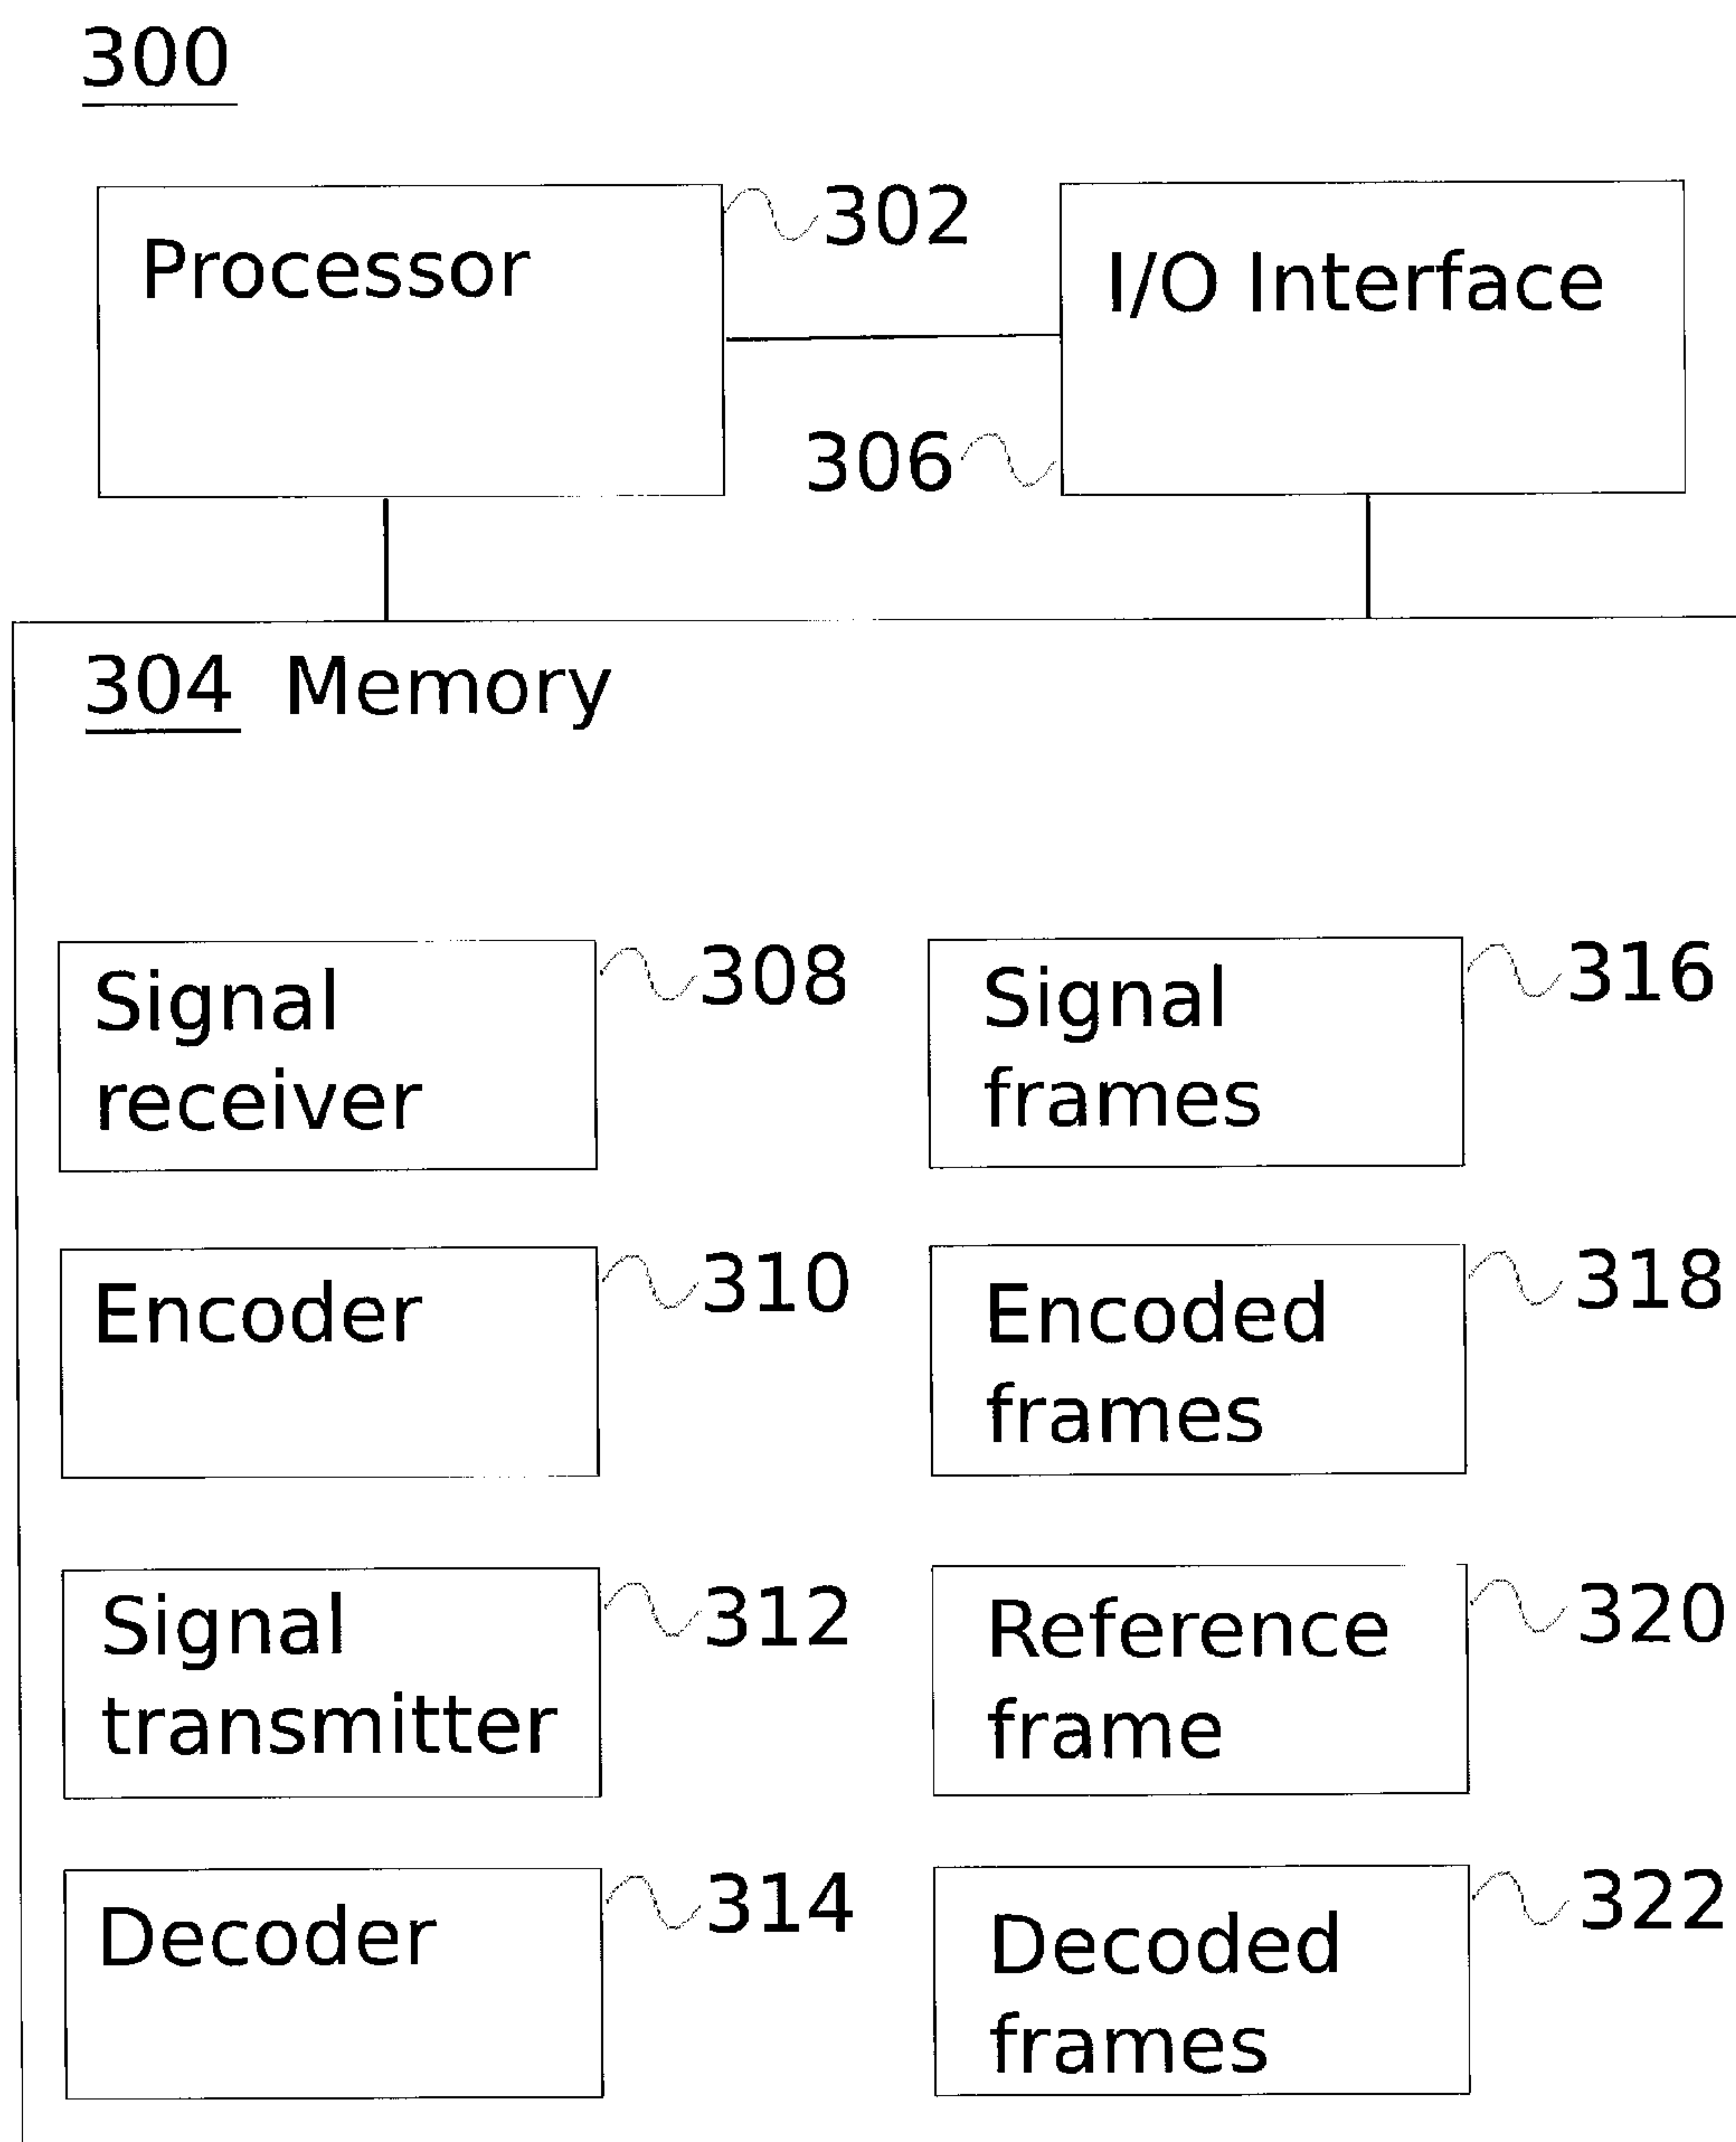 300
Processor
302
I/O Interface
306
304 Memory
Signal
receiver
308
Signal
frames
316
Encoder
310
Encoded
frames
318
Signal
transmitter
312
Reference
frame
320
Decoder
314
Decoded
frames
322